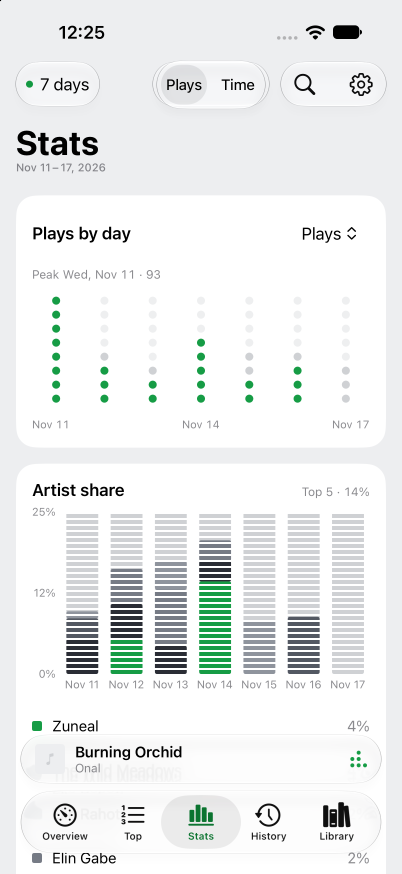 12:25
7 days
Plays Time
Stats
Nov 11–17, 2026
Plays by day
Plays
Peak Wed, Nov 11 · 93
Nov 11 Nov 14 Nov 17
Artist share
Top 5 · 14%
25%
12%
0%
Nov 11 Nov 12 Nov 13 Nov 14 Nov 15 Nov 16 Nov 17
Zuneal 4%
Burning Orchid
Onal
Overview Top Stats History Library
Elin Gabe 2%